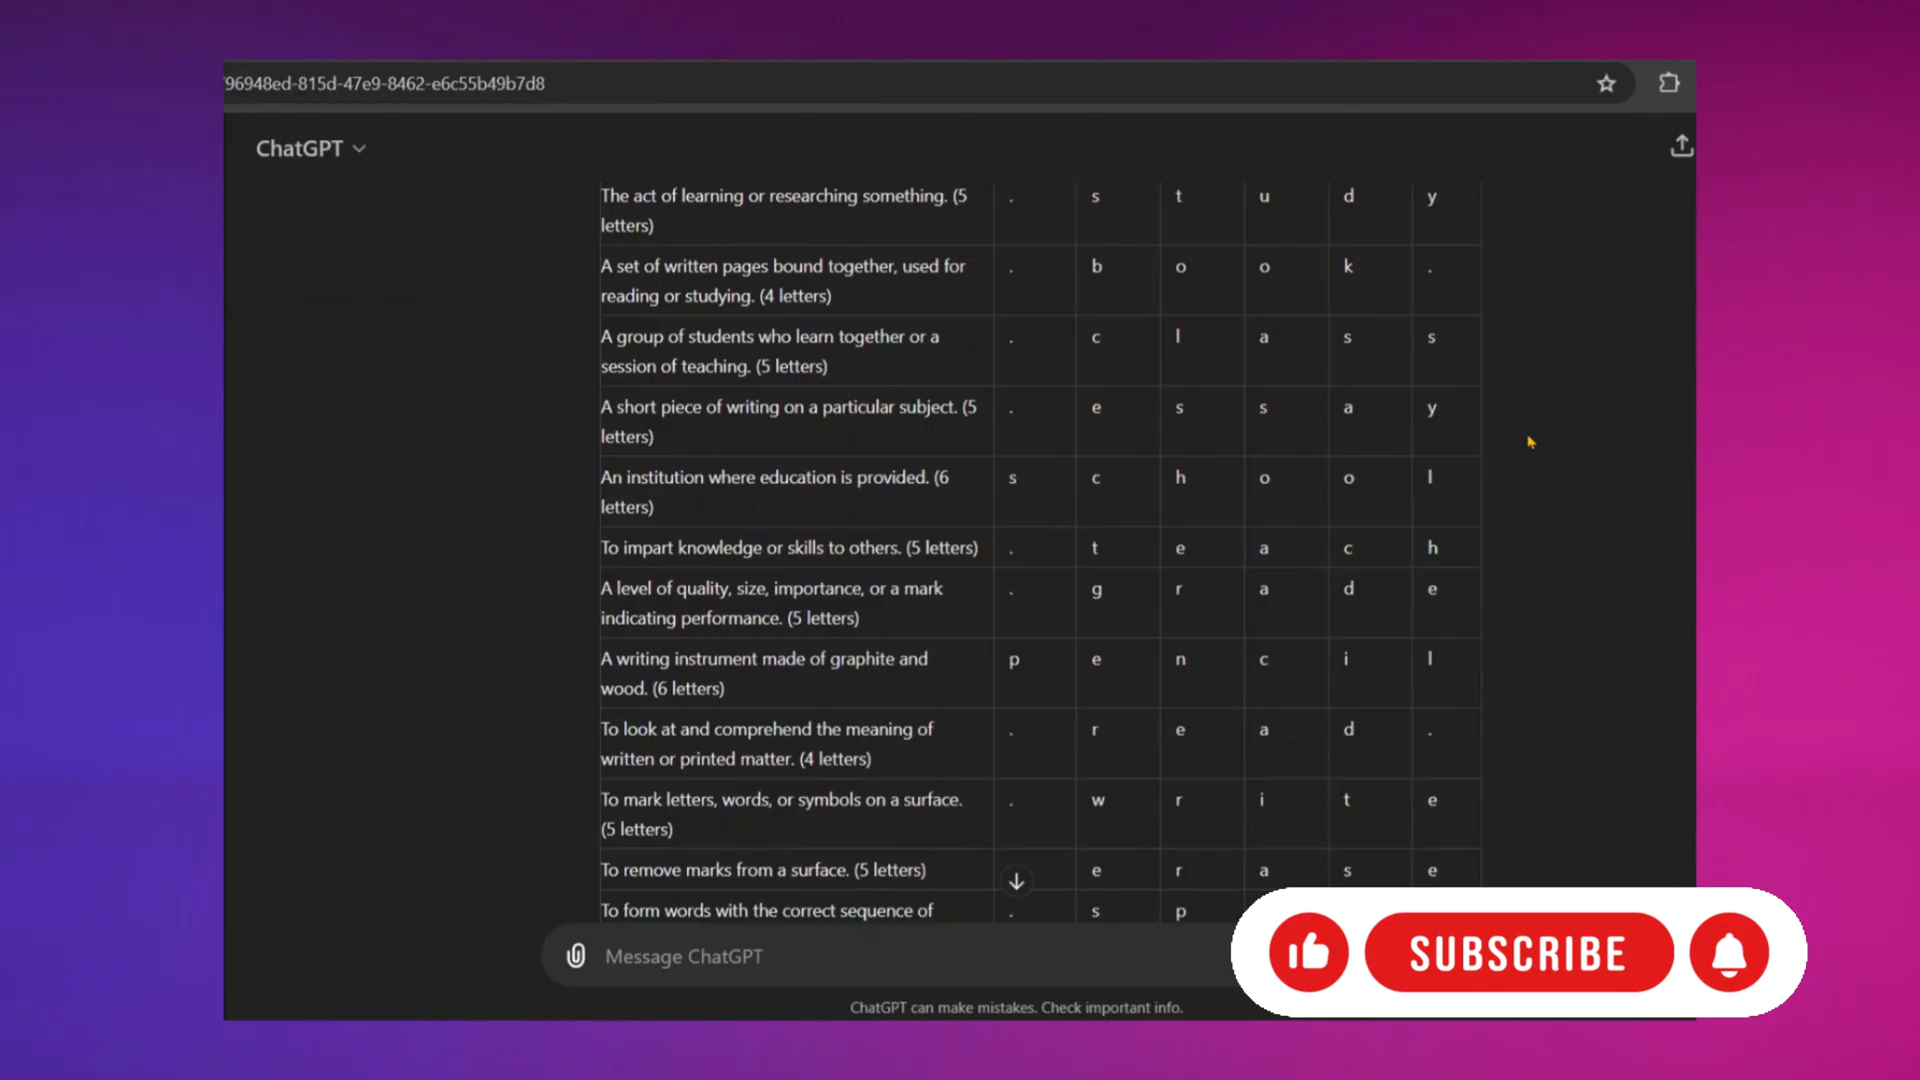 96948ed-815d-47e9-8462-e6c55b49b7d8
ChatGPT
The act of learning or researching something. (5 . s t u d y
letters)
A set of written pages bound together, used for . b o o k .
reading or studying. (4 letters)
A group of students who learn together or a . c l a s s
session of teaching. (5 letters)
A short piece of writing on a particular subject. (5 . e s s a y
letters)
An institution where education is provided. (6 s c h o o l
letters)
To impart knowledge or skills to others. (5 letters) . t e a c h
A level of quality, size, importance, or a mark . g r a d e
indicating performance. (5 letters)
A writing instrument made of graphite and p e n c i l
wood. (6 letters)
To look at and comprehend the meaning of . r e a d .
written or printed matter. (4 letters)
To mark letters, words, or symbols on a surface. . w r i t e
(5 letters)
To remove marks from a surface. (5 letters) e r a s e
To form words with the correct sequence of . s p
Message ChatGPT
SUBSCRIBE
ChatGPT can make mistakes. Check important info.